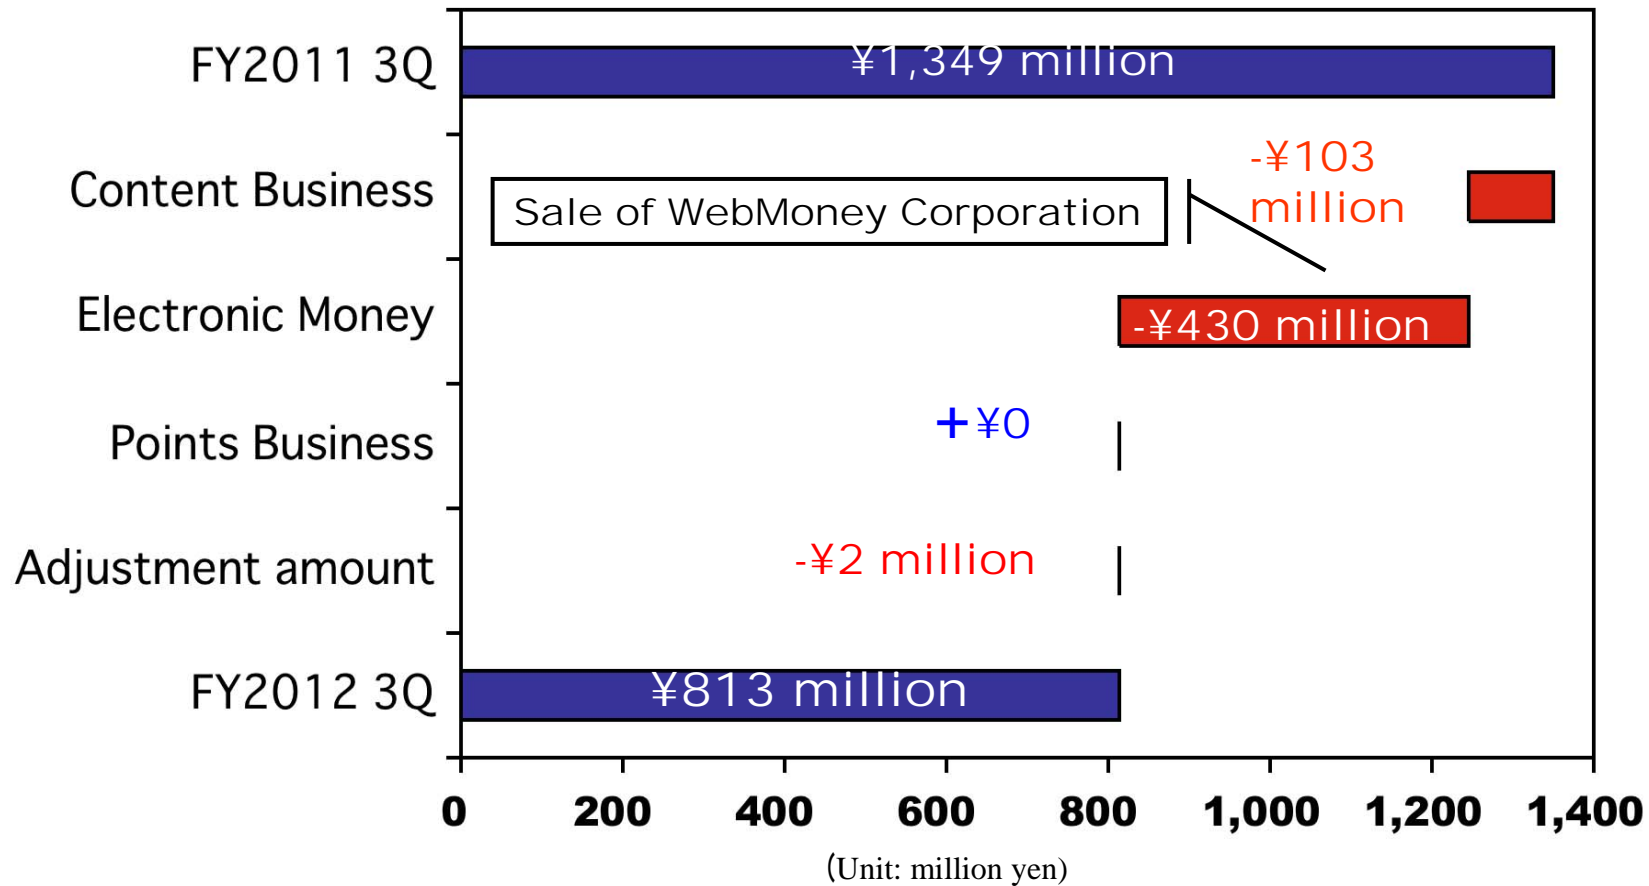 FY2011 3Q
¥1,349 million
Content Business
-¥103
million
Sale of WebMoney Corporation
Electronic Money
-¥430 million
Points Business
+¥0
Adjustment amount
-¥2 million
FY2012 3Q
¥813 million
0 200 400 600 800 1,000 1,200 1,400
(Unit: million yen)